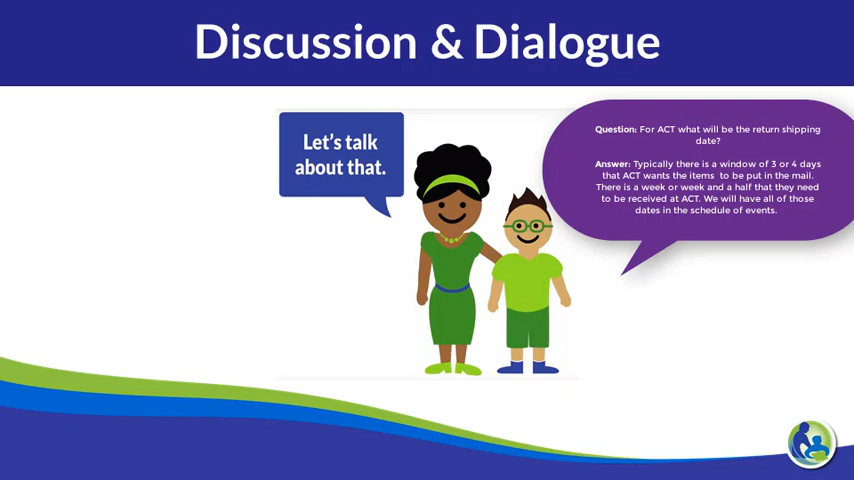 Discussion & Dialogue
Let's talk
about that.
Question: For ACT what will be the return shipping
date?
Answer: Typically there is a window of 3 or 4 days
that ACT wants the items to be put in the mail.
There is a week or week and a half that they need
to be received at ACT. We will have all of those
dates in the schedule of events.